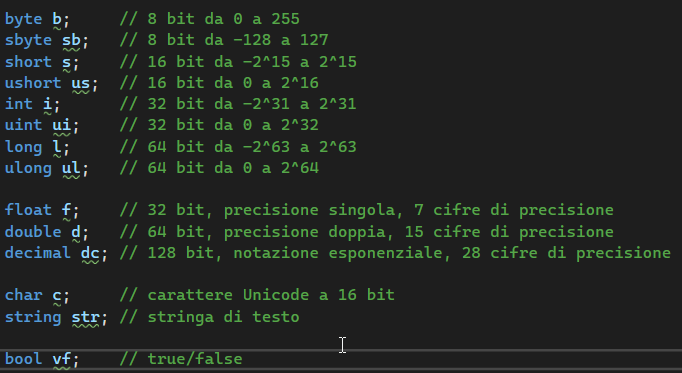 byte b;     // 8 bit da 0 a 255
sbyte sb;   // 8 bit da -128 a 127
short s;    // 16 bit da -2^15 a 2^15
ushort us;  // 16 bit da 0 a 2^16
int i;      // 32 bit da -2^31 a 2^31
uint ui;    // 32 bit da 0 a 2^32
long l;     // 64 bit da -2^63 a 2^63
ulong ul;   // 64 bit da 0 a 2^64
float f;    // 32 bit, precisione singola, 7 cifre di precisione
double d;   // 64 bit, precisione doppia, 15 cifre di precisione
decimal dc; // 128 bit, notazione esponenziale, 28 cifre di precisione
char c;     // carattere Unicode a 16 bit
string str; // stringa di testo
bool vf;    // true/false